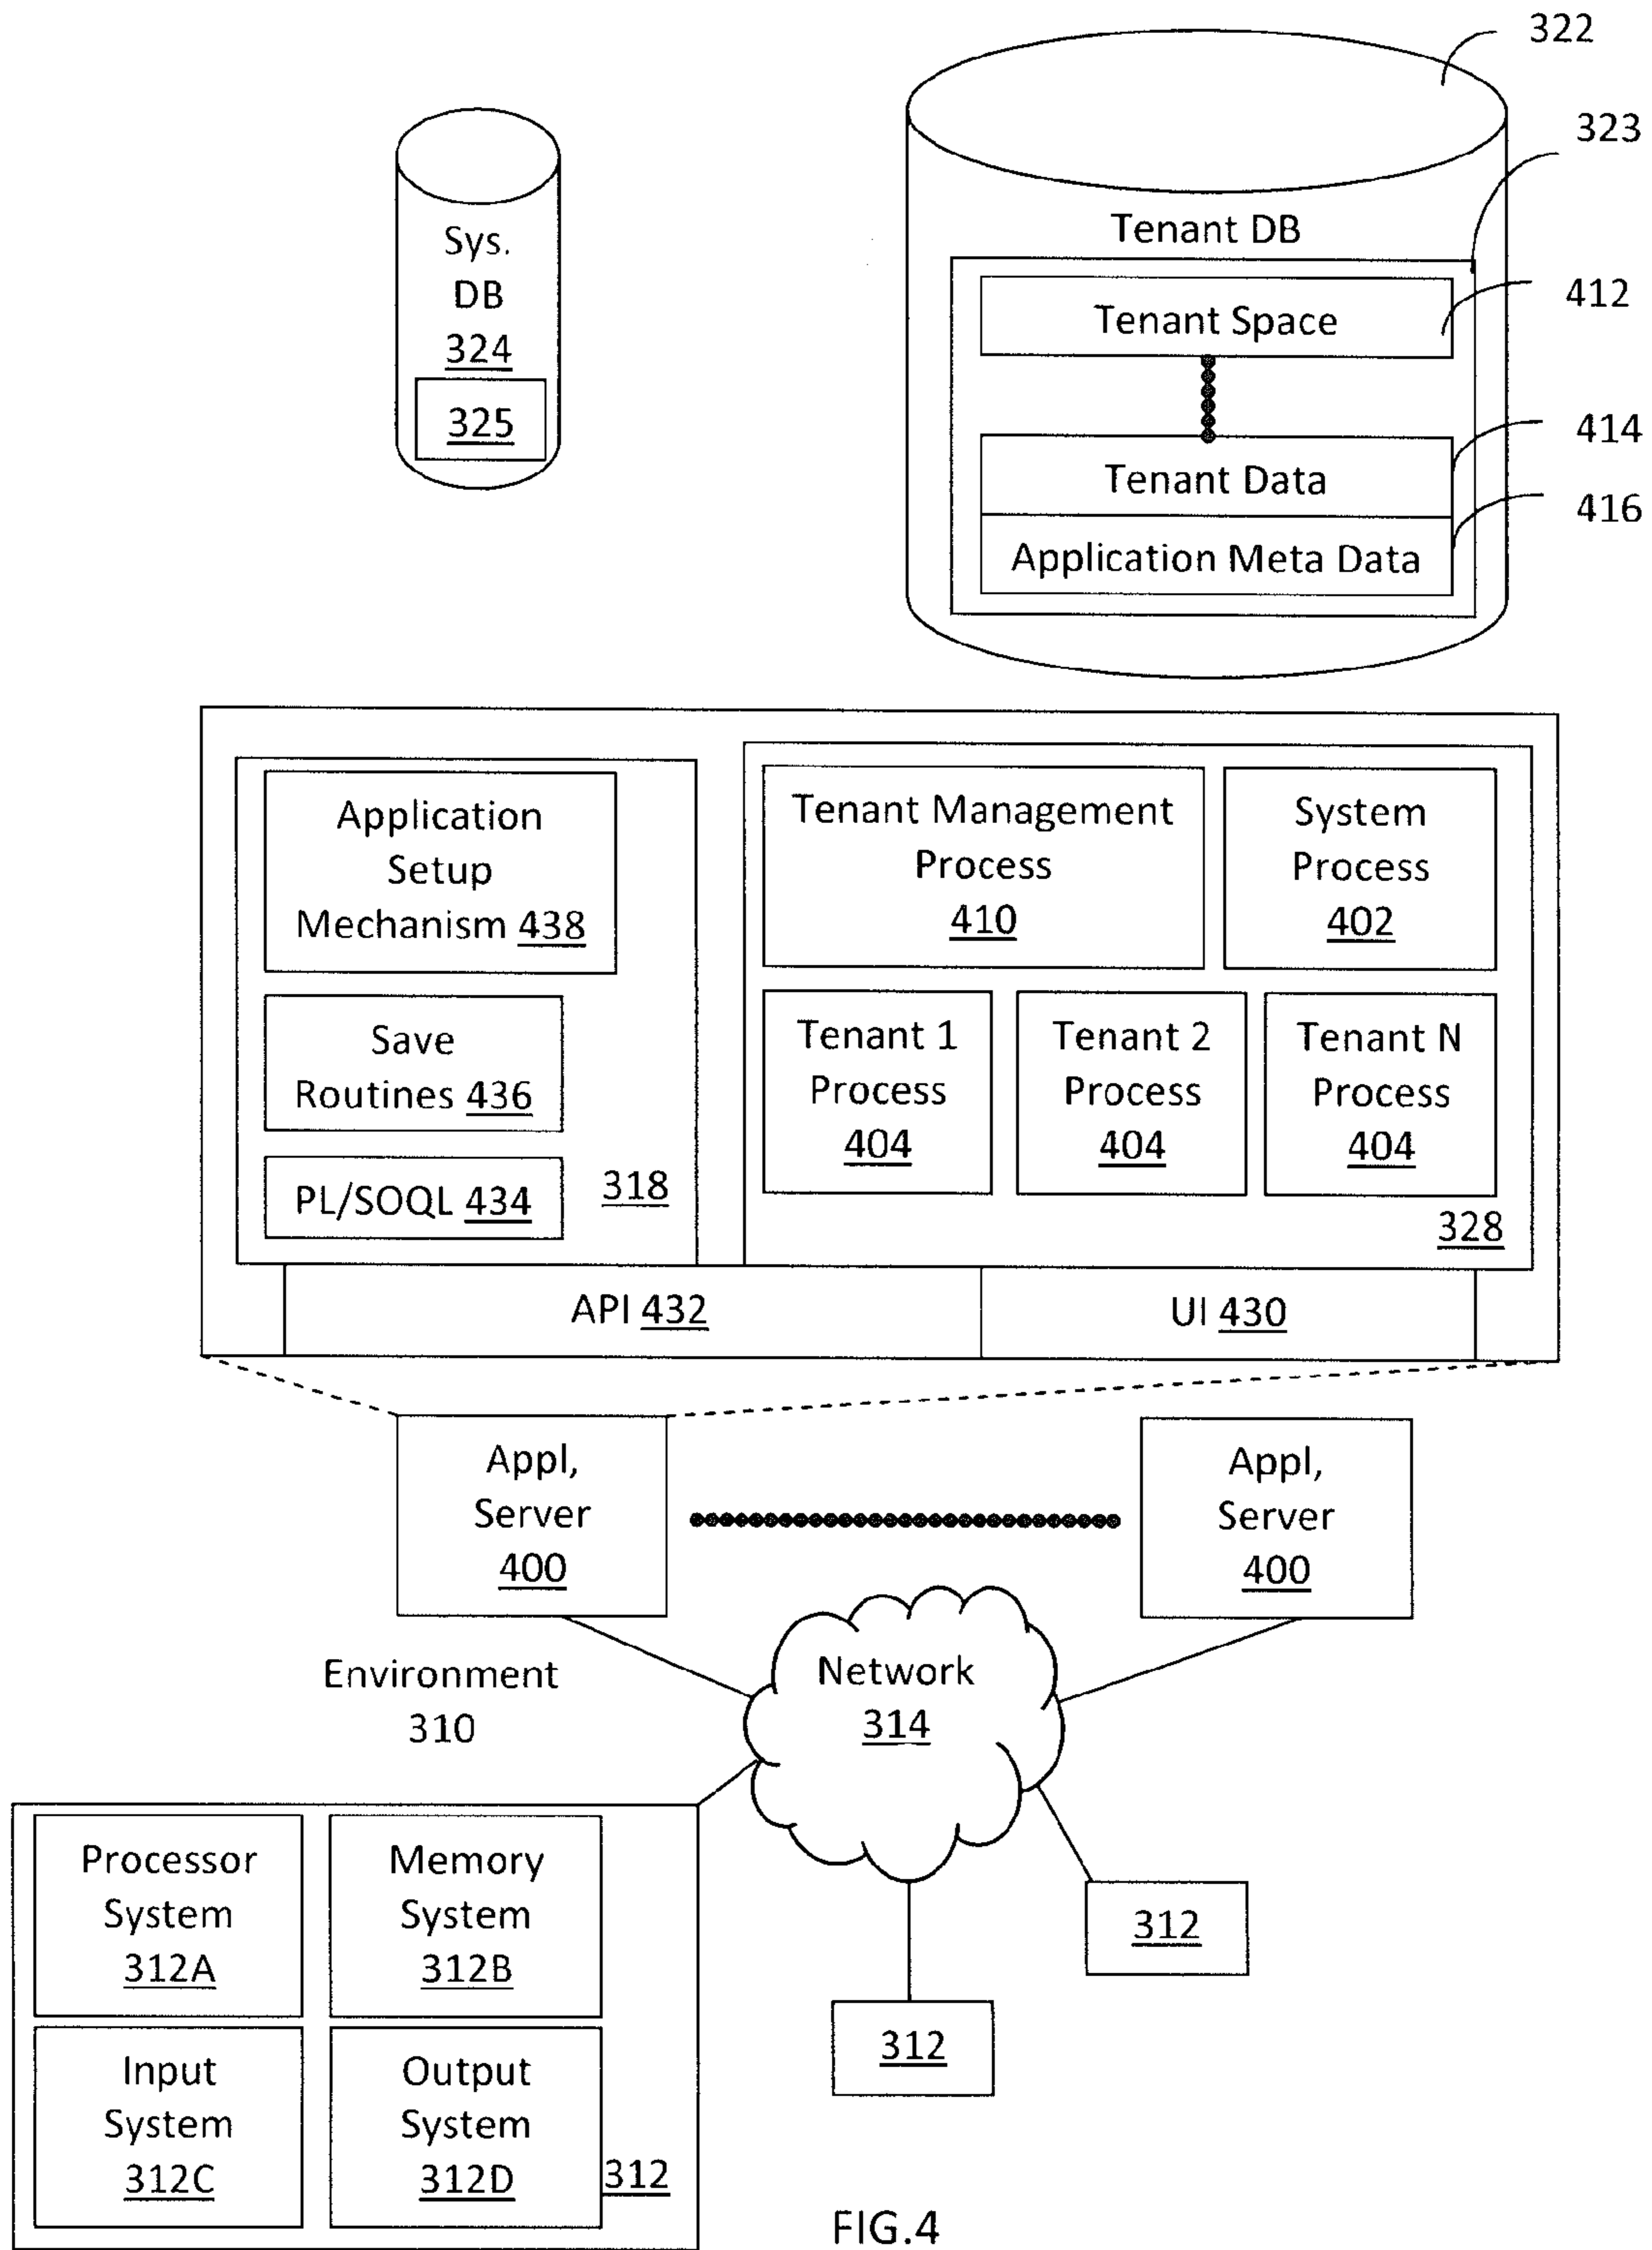 322
323
Tenant DB
Sys.
DB
324
325
Tenant Space
412
Tenant Data
414
Application Meta Data
416
Application
Setup
Mechanism 438
Save
Routines 436
PL/SOQL 434
318
Tenant Management
Process
410
System
Process
402
Tenant 1
Process
404
Tenant 2
Process
404
Tenant N
Process
404
328
API 432
UI 430
Appl,
Server
400
Appl,
Server
400
Environment
310
Network
314
Processor
System
312A
Memory
System
312B
Input
System
312C
Output
System
312D
312
312
312
FIG.4